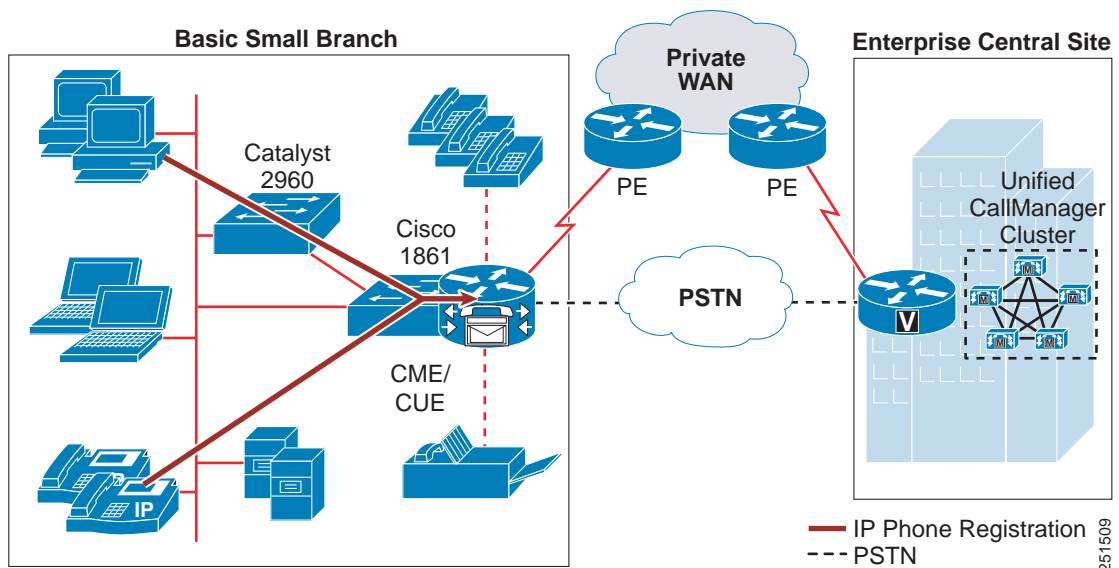 Basic Small Branch
Enterprise Central Site
Private
WAN
Catalyst
2960
PE
PE
Unified
CallManager
Cluster
Cisco
1861
PSTN
V
M
M
M
M
M
CME/
CUE
IP
IP Phone Registration
PSTN
251509